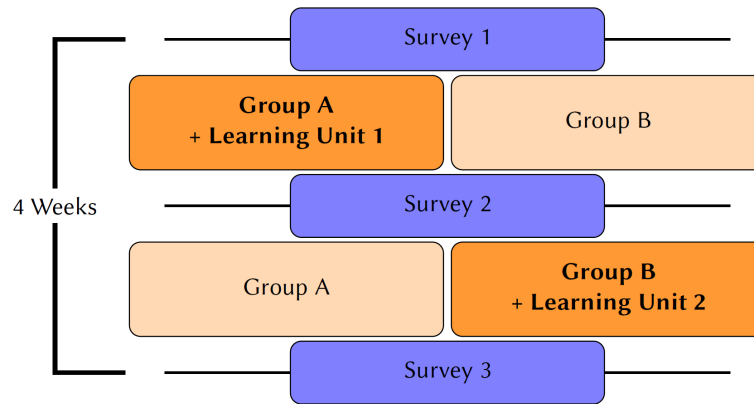 Survey 1
Group A
+ Learning Unit 1
Group B
4 Weeks
Survey 2
Group A
Group B
+ Learning Unit 2
Survey 3